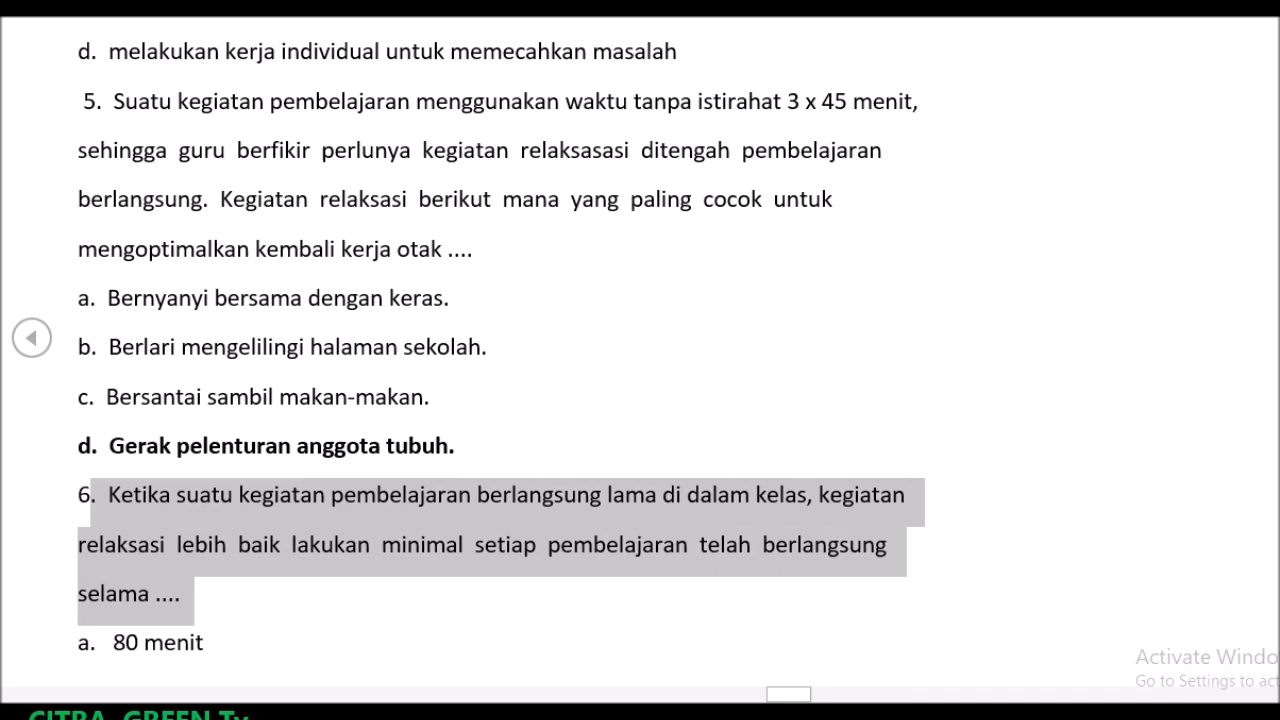 d. melakukan kerja individual untuk memecahkan masalah
5. Suatu kegiatan pembelajaran menggunakan waktu tanpa istirahat 3 x 45 menit,
sehingga guru berfikir perlunya kegiatan relaksasasi ditengah pembelajaran
berlangsung. Kegiatan relaksasi berikut mana yang paling cocok untuk
mengoptimalkan kembali kerja otak ....
a. Bernyanyi bersama dengan keras.
b. Berlari mengelilingi halaman sekolah.
c. Bersantai sambil makan-makan.
d. Gerak pelenturan anggota tubuh.
6. Ketika suatu kegiatan pembelajaran berlangsung lama di dalam kelas, kegiatan
relaksasi lebih baik lakukan minimal setiap pembelajaran telah berlangsung
selama ....
a. 80 menit
Activate Windo
Go to Settings to act
CITRA GREEN Tv